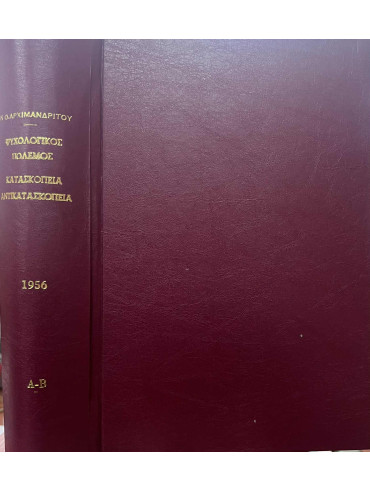 Π. ΑΡΧΙΜΑΝΔΡΙΤΟΥ
ΨΥΧΟΛΟΓΙΚΟΣ
ΠΟΛΕΜΟΣ
ΚΑΤΑΣΚΟΠΕΙΑ
ΑΝΤΙΚΑΤΑΣΚΟΠΕΙΑ
1956
Α-Β